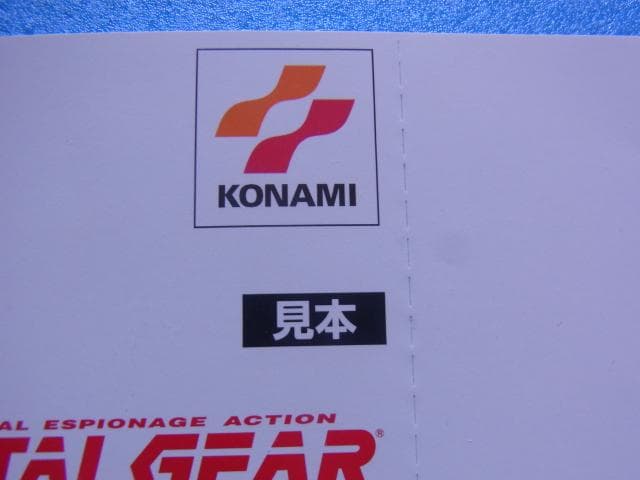 KONAMI
見本
AL ESPIONAGE ACTION
TAL GEAR®